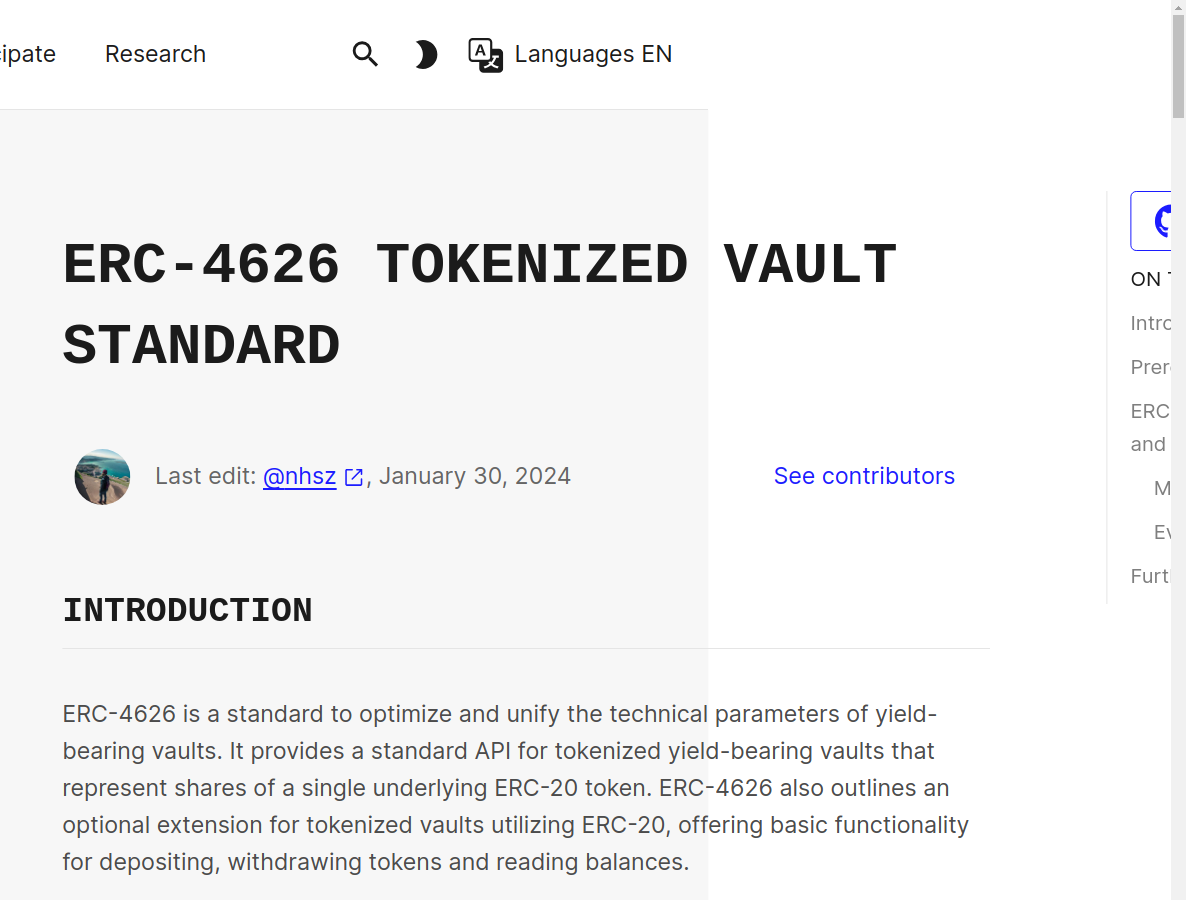 Research
Languages EN
ERC-4626 TOKENIZED VAULT
STANDARD
Last edit: @nhsz, January 30, 2024
See contributors
ON
Prer
ERC
and
INTRODUCTION
ERC-4626 is a standard to optimize and unify the technical parameters of yield-
bearing vaults. It provides a standard API for tokenized yield-bearing vaults that
represent shares of a single underlying ERC-20 token. ERC-4626 also outlines an
optional extension for tokenized vaults utilizing ERC-20, offering basic functionality
for depositing, withdrawing tokens and reading balances.